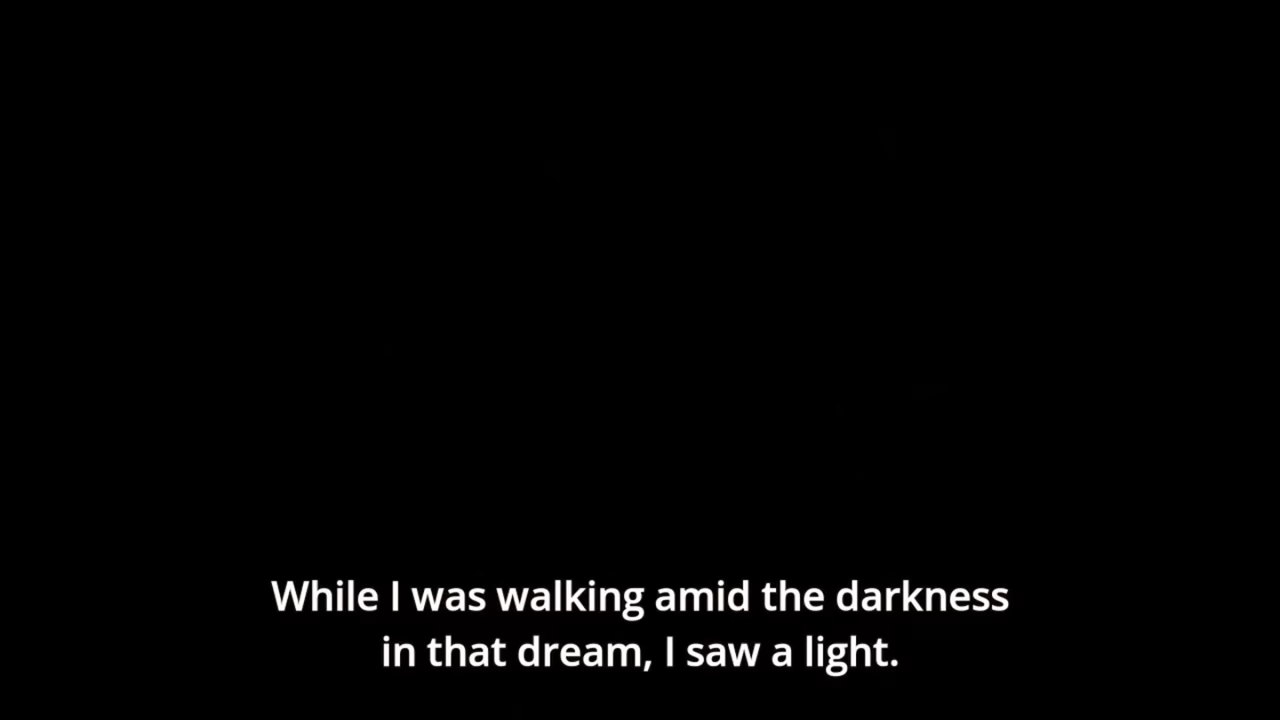 While I was walking amid the darkness
in that dream, I saw a light.